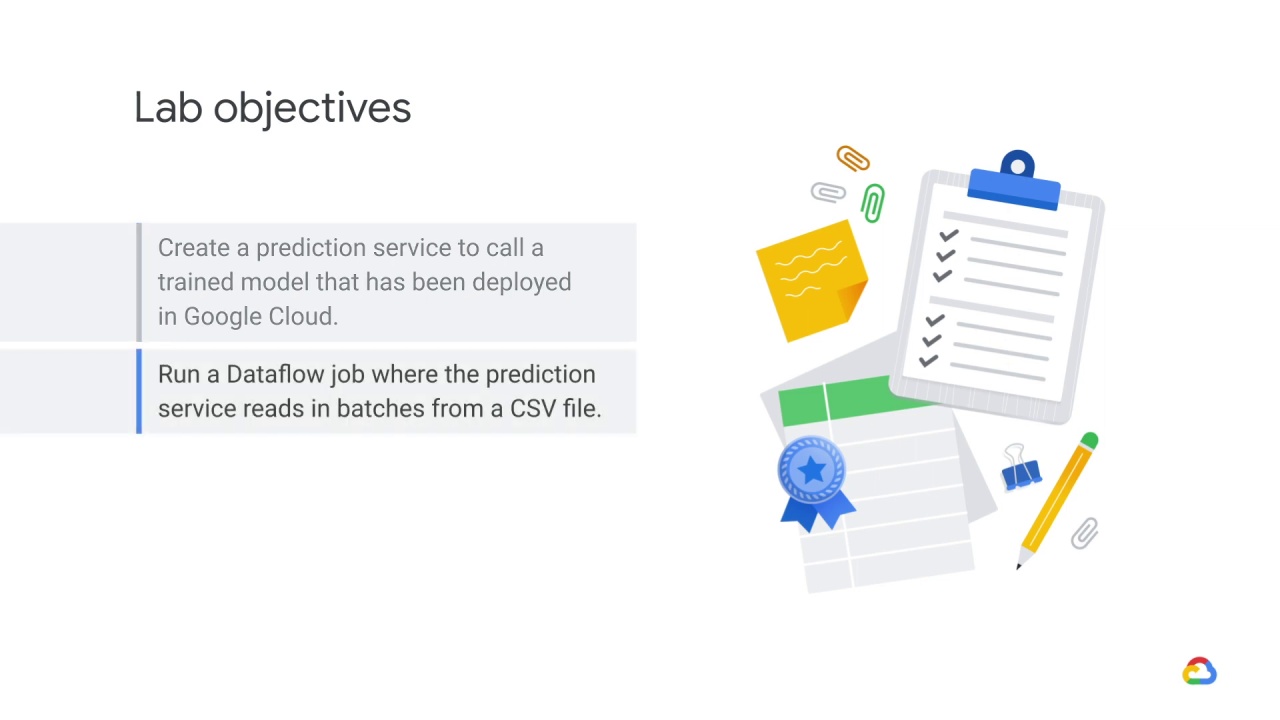 Lab objectives
Create a prediction service to call a
trained model that has been deployed
in Google Cloud.
Run a Dataflow job where the prediction
service reads in batches from a CSV file.